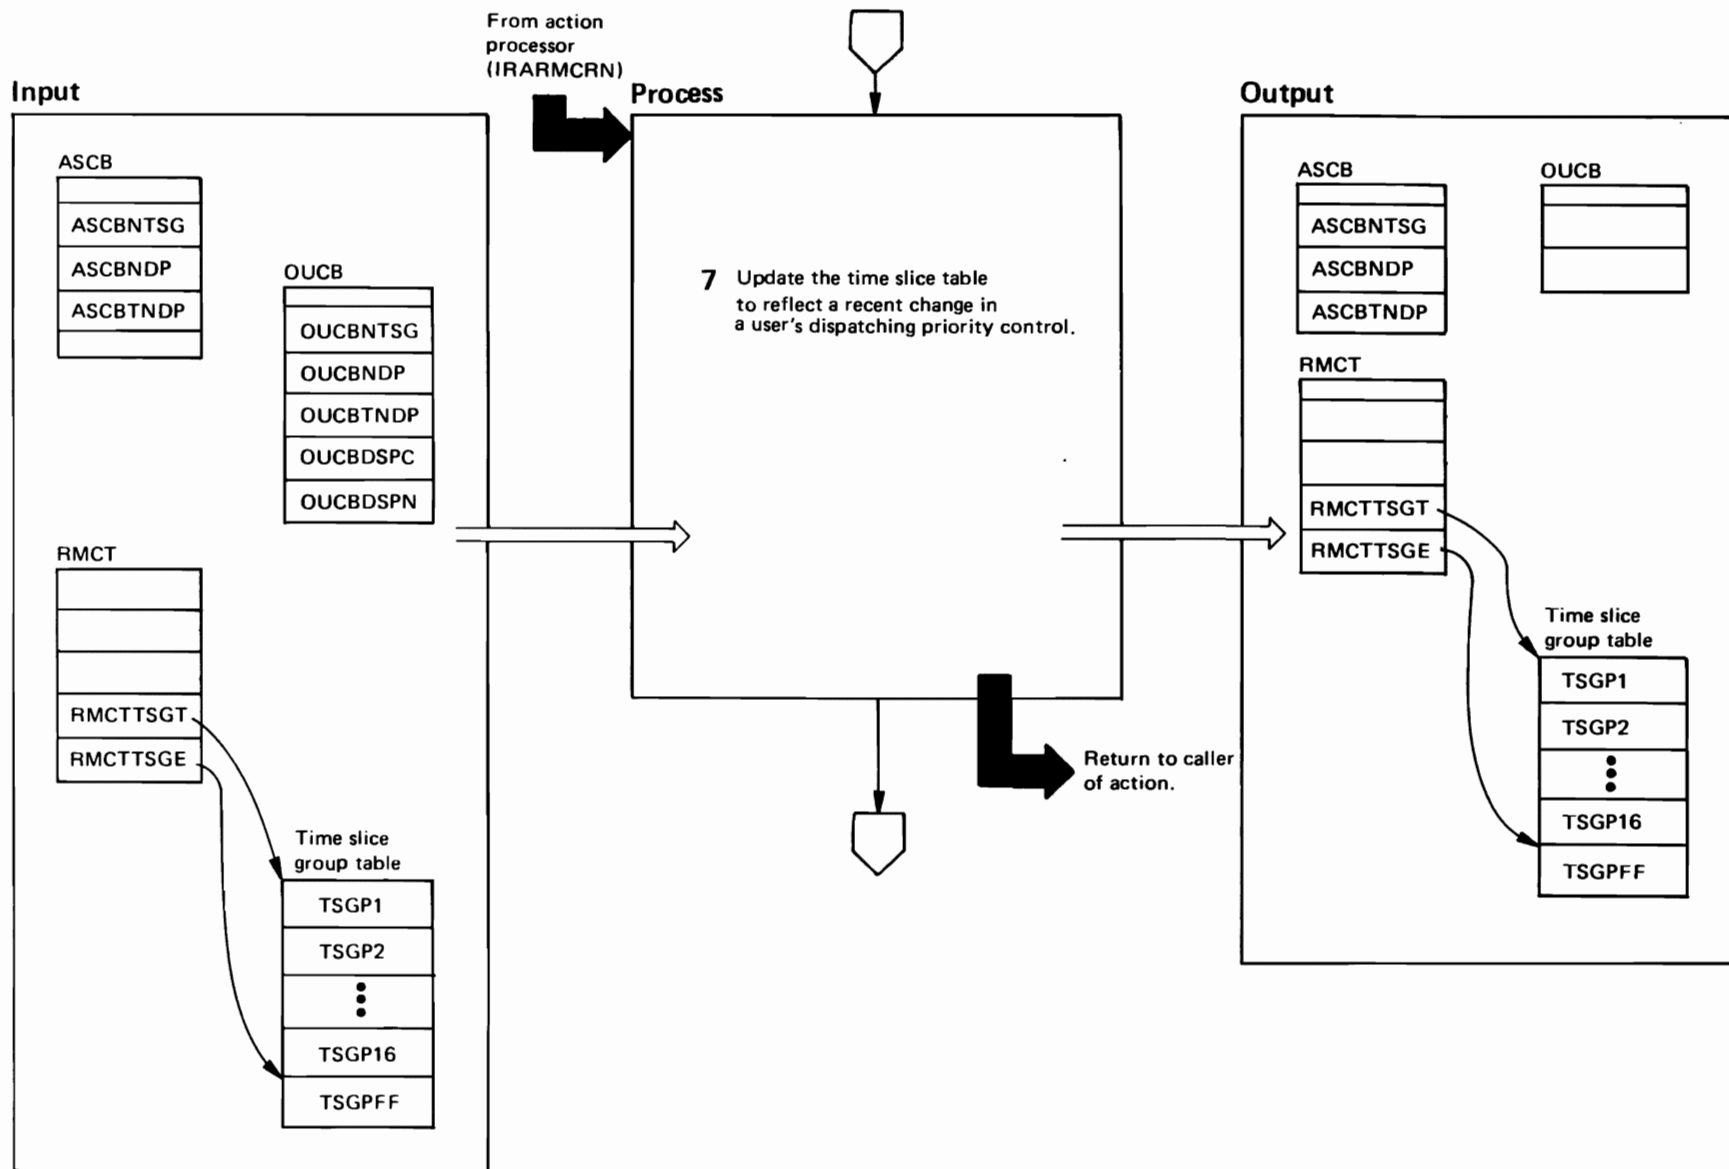 From action
processor
(IRARMCRN)
Input
Process
Output
ASCB
ASCBNTSG
ASCBNDP
ASCBTNDP
OUCB
OUCBNTSG
OUCBNDP
OUCBTNDP
OUCBDSPC
OUCBDSPN
RMCT
RMCTTSGT
RMCTTSGE
Time slice
group table
TSGP1
TSGP2
TSGP16
TSGPFF
7 Update the time slice table
to reflect a recent change in
a user's dispatching priority control.
Return to caller
of action.
ASCB
ASCBNTSG
ASCBNDP
ASCBTNDP
OUCB
RMCT
RMCTTSGT
RMCTTSGE
Time slice
group table
TSGP1
TSGP2
TSGP16
TSGPFF